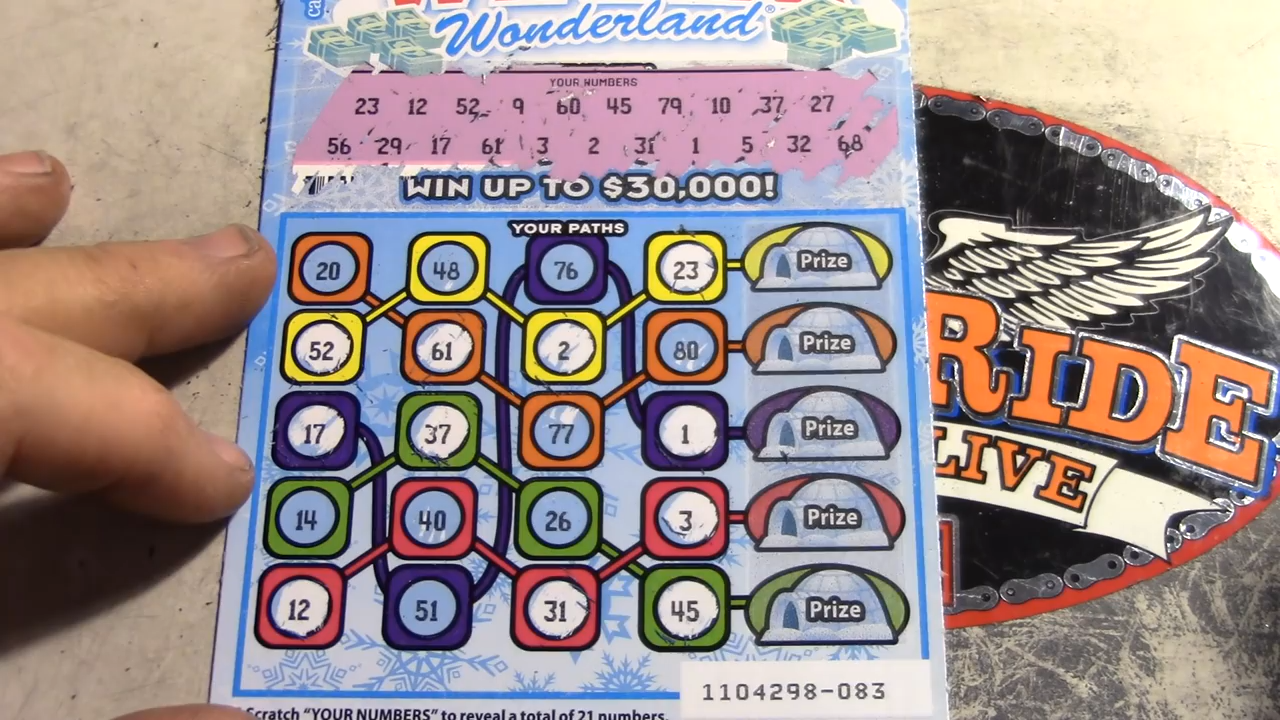 Wonderland®
YOUR NUMBERS
23 12 52 9 60 45 79 10 37 27
56 29 17 61 3 2 31 1 5 32 68
WIN UP TO $30,000!
YOUR PATHS
20 48 76 23 Prize
52 61 2 80 Prize
17 37 77 1 Prize
14 40 26 3 Prize
12 51 31 45 Prize
1104298-083
Scratch "YOUR NUMBERS" to reveal a total of 21 numbers.
RIDE
LIVE